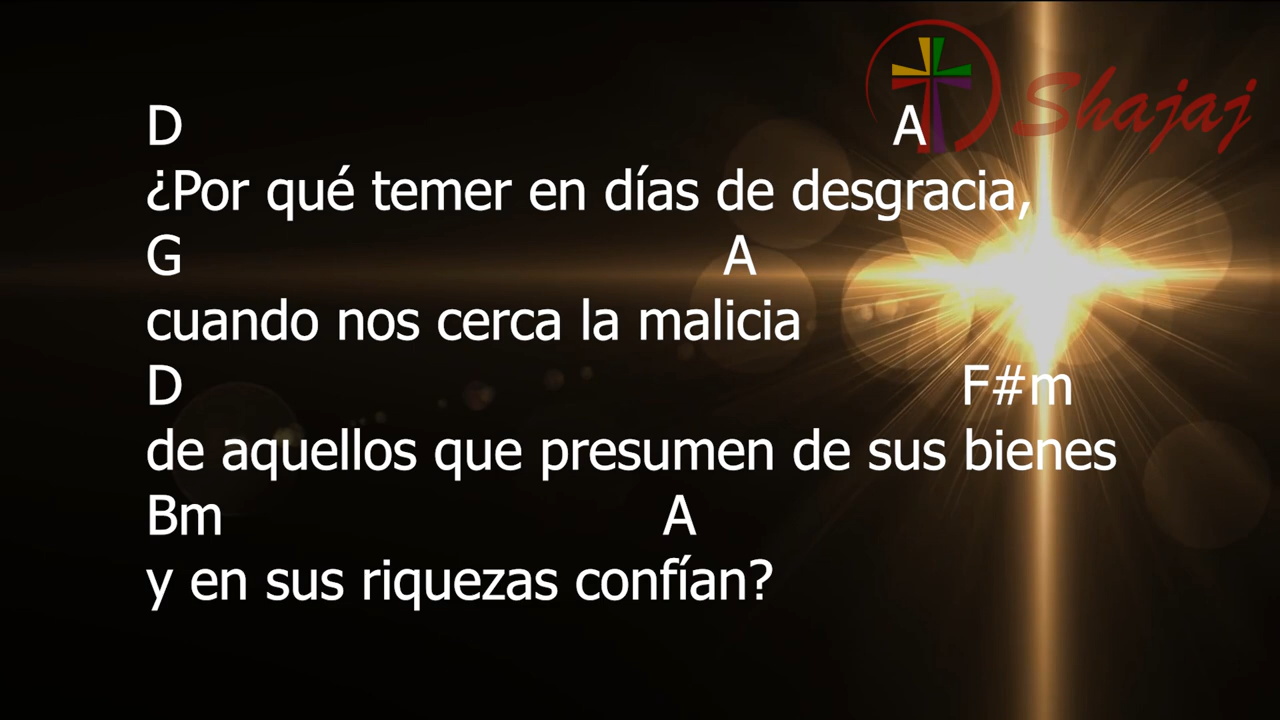 Shajaj
D A
¿Por qué temer en días de desgracia,
G A
cuando nos cerca la malicia
D F#m
de aquellos que presumen de sus bienes
Bm A
y en sus riquezas confían?